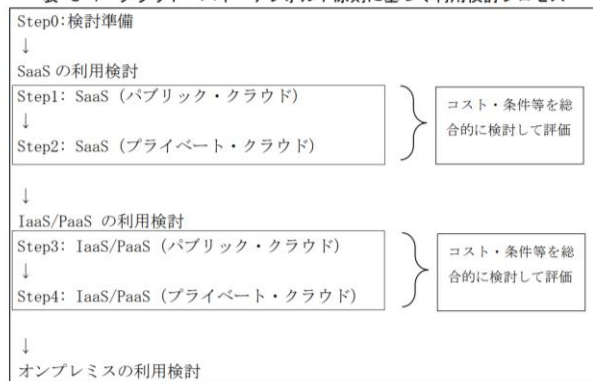 Step0:検討準備
↓
SaaS の利用検討
Step1: SaaS（パブリック・クラウド）
↓
Step2: SaaS（プライベート・クラウド）
コスト・条件等を総
合的に検討して評価
↓
IaaS/PaaS の利用検討
Step3: IaaS/PaaS（パブリック・クラウド）
↓
Step4: IaaS/PaaS（プライベート・クラウド）
コスト・条件等を総
合的に検討して評価
↓
オンプレミスの利用検討